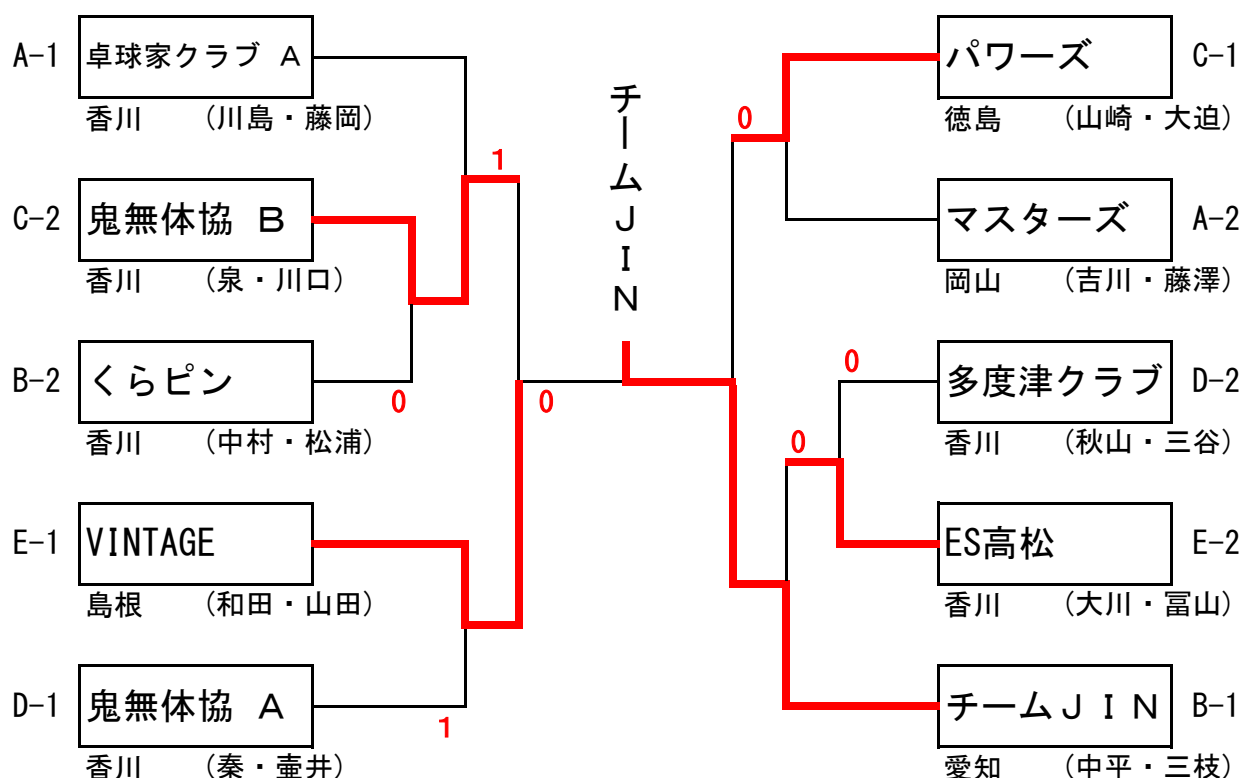 A-1 卓球家クラブ A
香川 (川島・藤岡)
C-2 鬼無体協 B
香川 (泉・川口)
B-2 くらピン
香川 (中村・松浦)
E-1 VINTAGE
島根 (和田・山田)
D-1 鬼無体協 A
香川 (秦・壷井)
1
0
0
1
チームJIN
0
0
0
パワーズ C-1
徳島 (山崎・大迫)
マスターズ A-2
岡山 (吉川・藤澤)
多度津クラブ D-2
香川 (秋山・三谷)
ES高松 E-2
香川 (大川・冨山)
チームJIN B-1
愛知 (中平・三枝)